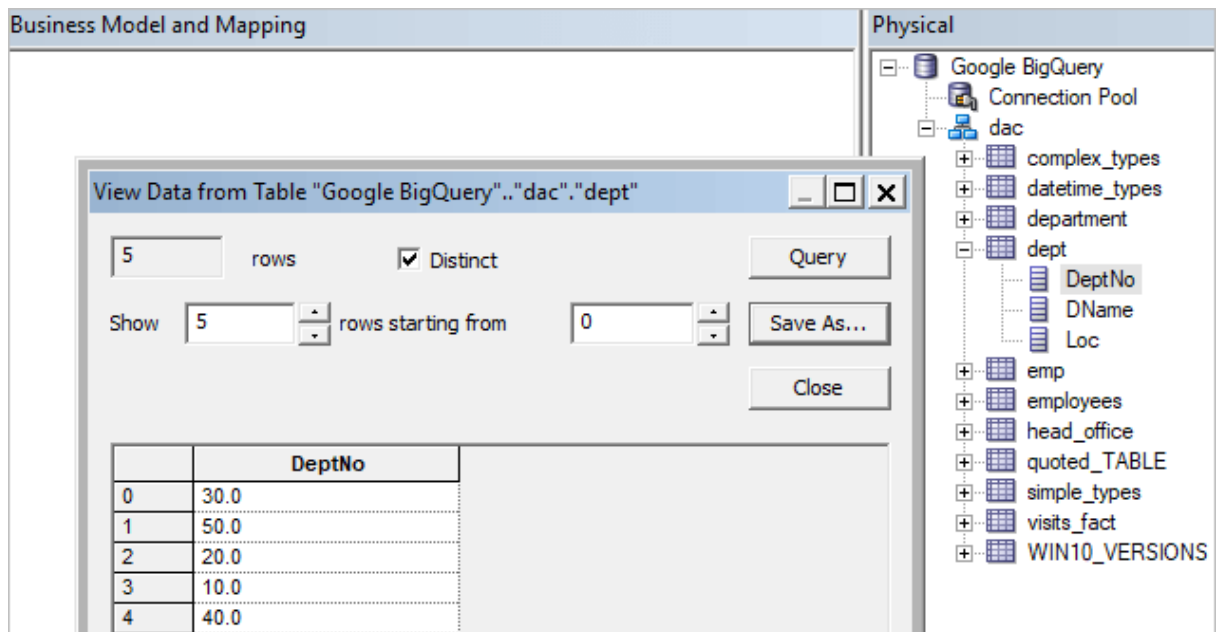 Business Model and Mapping
Physical
Google BigQuery
Connection Pool
dac
complex_types
datetime_types
department
dept
DeptNo
DName
Loc
emp
employees
head_office
quoted_TABLE
simple_types
visits_fact
WIN10_VERSIONS
View Data from Table "Google BigQuery".."dac"."dept"
5 rows Distinct Query
Show 5 rows starting from 0 Save As...
Close
DeptNo
0 30.0
1 50.0
2 20.0
3 10.0
4 40.0